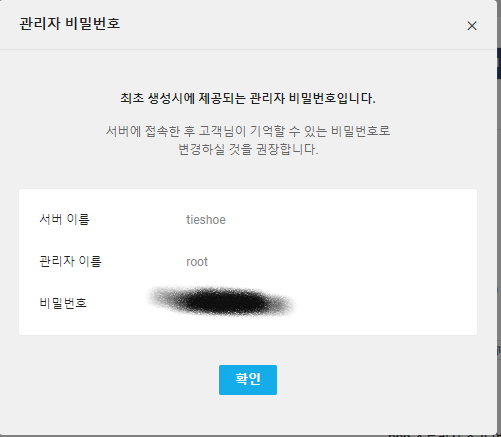 관리자 비밀번호
최초 생성시에 제공되는 관리자 비밀번호입니다.
서버에 접속한 후 고객님이 기억할 수 있는 비밀번호로
변경하실 것을 권장합니다.
서버 이름 tieshoe
관리자 이름 root
비밀번호
확인